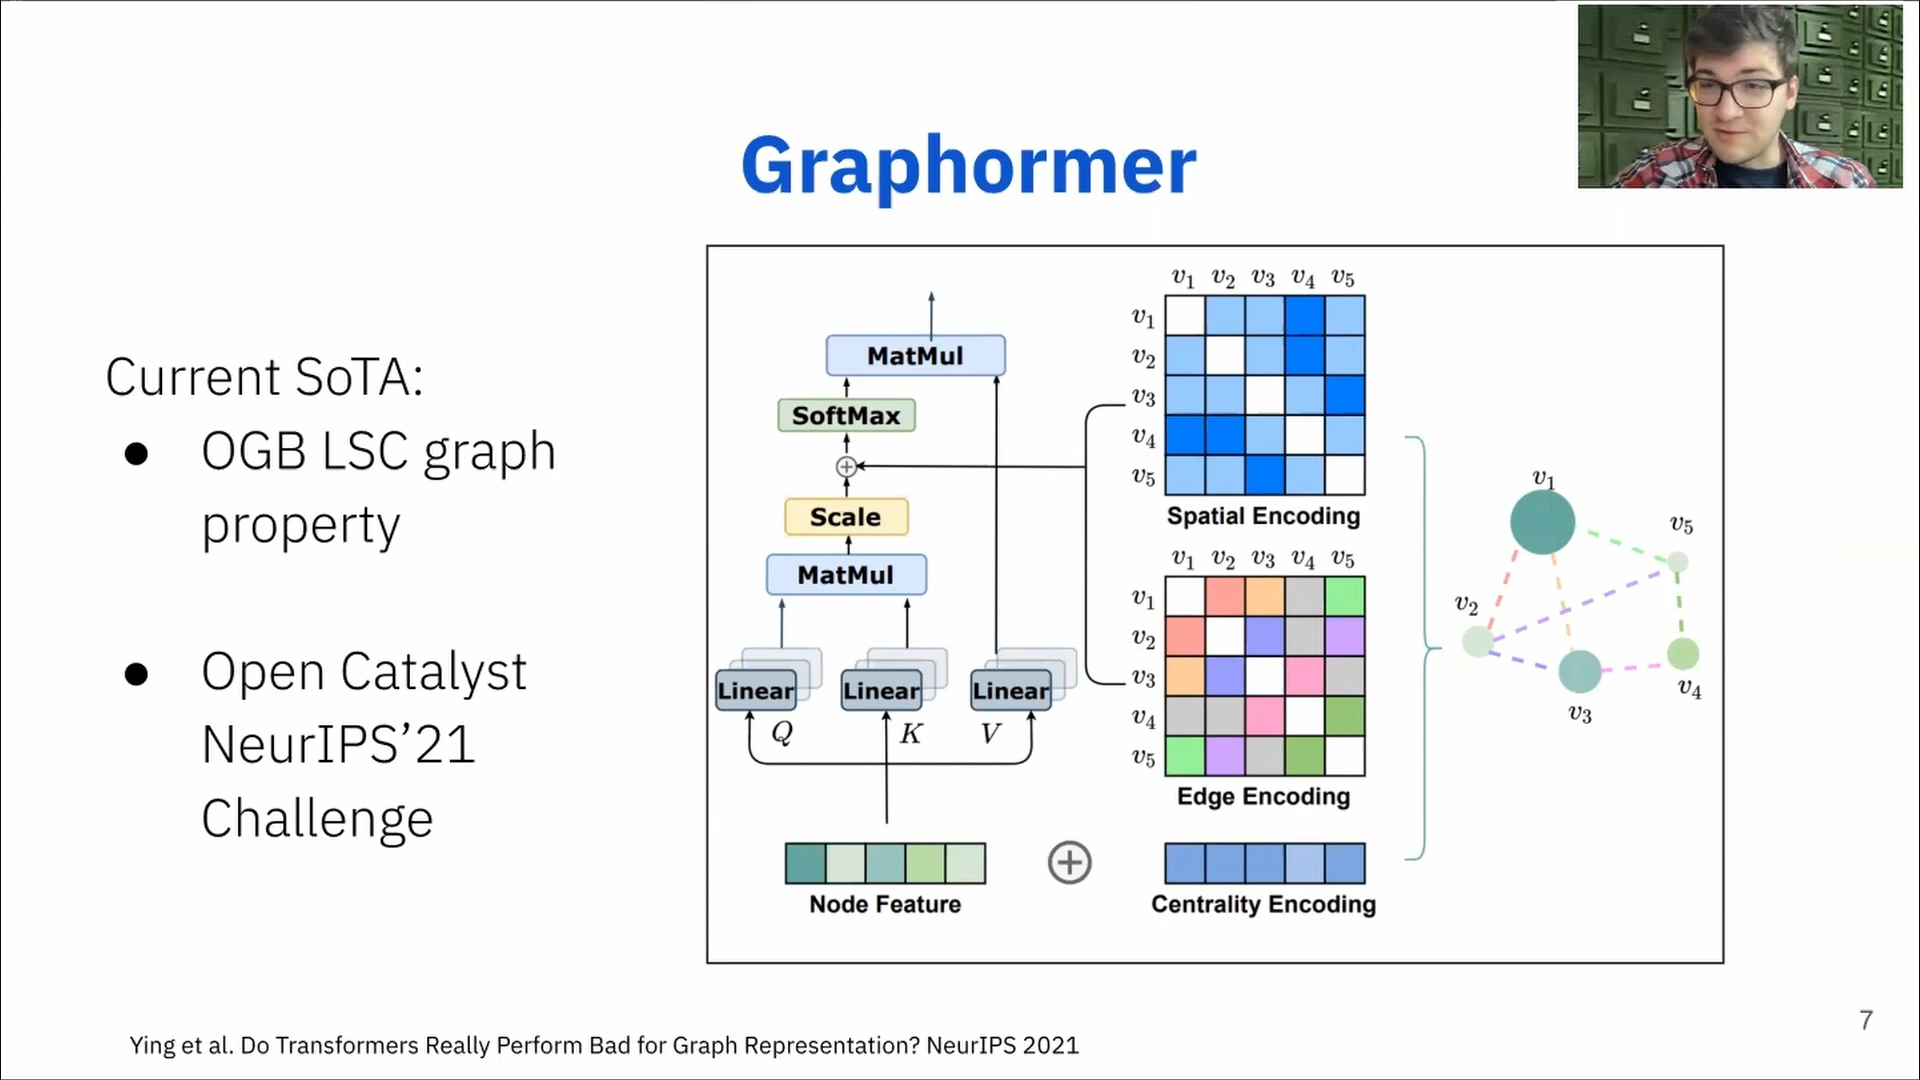 Graphormer
Current SoTA:
● OGB LSC graph
property
● Open Catalyst
NeurIPS’21
Challenge
MatMul
SoftMax
Scale
MatMul
Linear
Linear
Linear
Q
K
V
Node Feature
v1 v2 v3 v4 v5
v1
v2
v3
v4
v5
Spatial Encoding
v1 v2 v3 v4 v5
v1
v2
v3
v4
v5
Edge Encoding
Centrality Encoding
v1
v5
v2
v4
v3
Ying et al. Do Transformers Really Perform Bad for Graph Representation? NeurIPS 2021
7